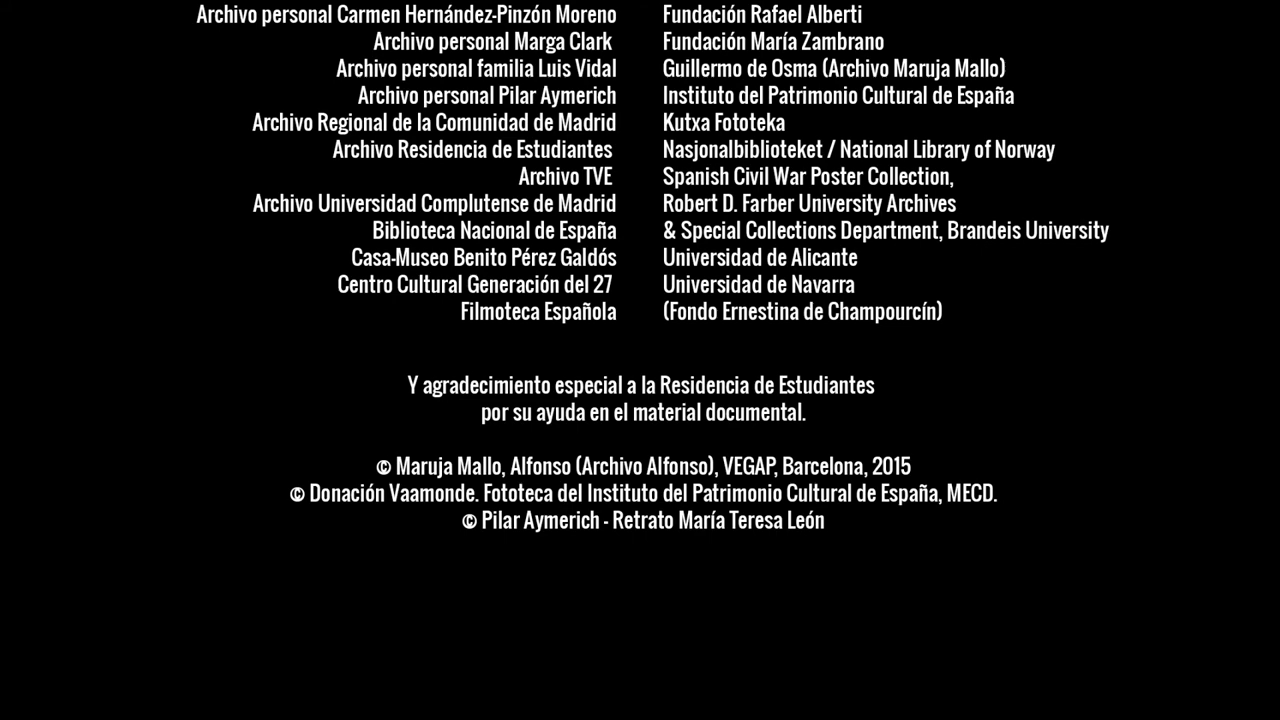 Archivo personal Carmen Hernández-Pinzón Moreno
Archivo personal Marga Clark
Archivo personal familia Luis Vidal
Archivo personal Pilar Aymerich
Archivo Regional de la Comunidad de Madrid
Archivo Residencia de Estudiantes
Archivo TVE
Archivo Universidad Complutense de Madrid
Biblioteca Nacional de España
Casa-Museo Benito Pérez Galdós
Centro Cultural Generación del 27
Filmoteca Española
Fundación Rafael Alberti
Fundación María Zambrano
Guillermo de Osma (Archivo Maruja Mallo)
Instituto del Patrimonio Cultural de España
Kutxa Fototeka
Nasjonalbiblioteket / National Library of Norway
Spanish Civil War Poster Collection,
Robert D. Farber University Archives
& Special Collections Department, Brandeis University
Universidad de Alicante
Universidad de Navarra
(Fondo Ernestina de Champourcín)
Y agradecimiento especial a la Residencia de Estudiantes
por su ayuda en el material documental.
© Maruja Mallo, Alfonso (Archivo Alfonso), VEGAP, Barcelona, 2015
© Donación Vaamonde. Fototeca del Instituto del Patrimonio Cultural de España, MECD.
© Pilar Aymerich - Retrato María Teresa León